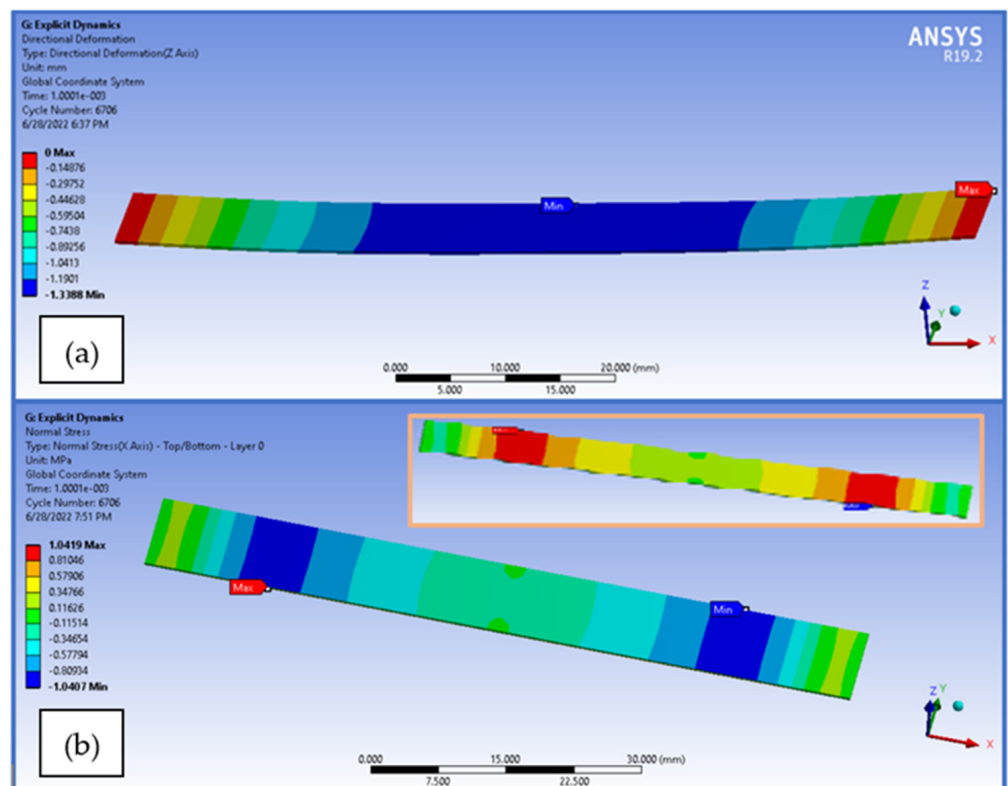 G: Explicit Dynamics
Directional Deformation
Type: Directional Deformation(Z Axis)
Unit: mm
Global Coordinate System
Time: 1.0001e-003
Cycle Number: 6706
6/28/2022 6:37 PM
ANSYS
R19.2
0 Max
-0.14876
-0.29752
-0.44628
-0.59504
-0.7438
-0.89256
-1.0413
-1.1901
-1.3388 Min
Min
Max
Z
Y
X
(a)
0.000 10.000 20.000 (mm)
5.000 15.000
G: Explicit Dynamics
Normal Stress
Type: Normal Stress(X Axis) - Top/Bottom - Layer 0
Unit: MPa
Global Coordinate System
Time: 1.0001e-003
Cycle Number: 6706
6/28/2022 7:51 PM
1.0419 Max
0.81046
0.57906
0.34766
0.11626
-0.11514
-0.34654
-0.57794
-0.80934
-1.0407 Min
Max
Min
Z Y
X
(b)
0.000 15.000 30.000 (mm)
7.500 22.500